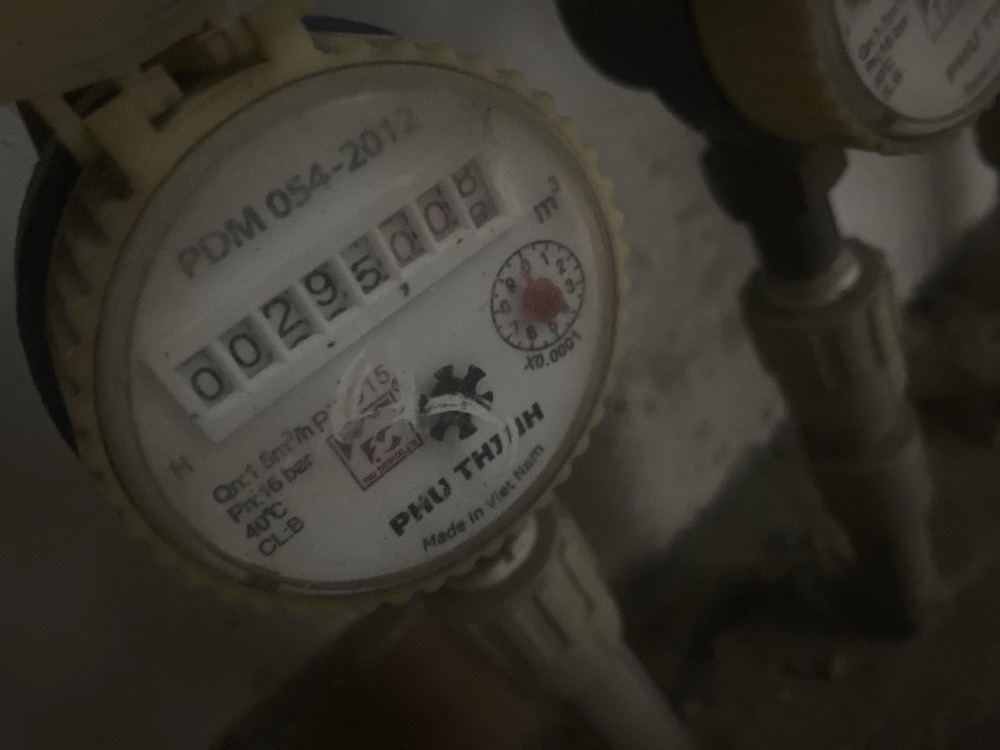 PDM 054-2012
00295,00
m³
X0.0001
H
Qn:1.5m³/h
Pn:16 bar
40°C
CL:B
PHU THINH
Made in Viet Nam